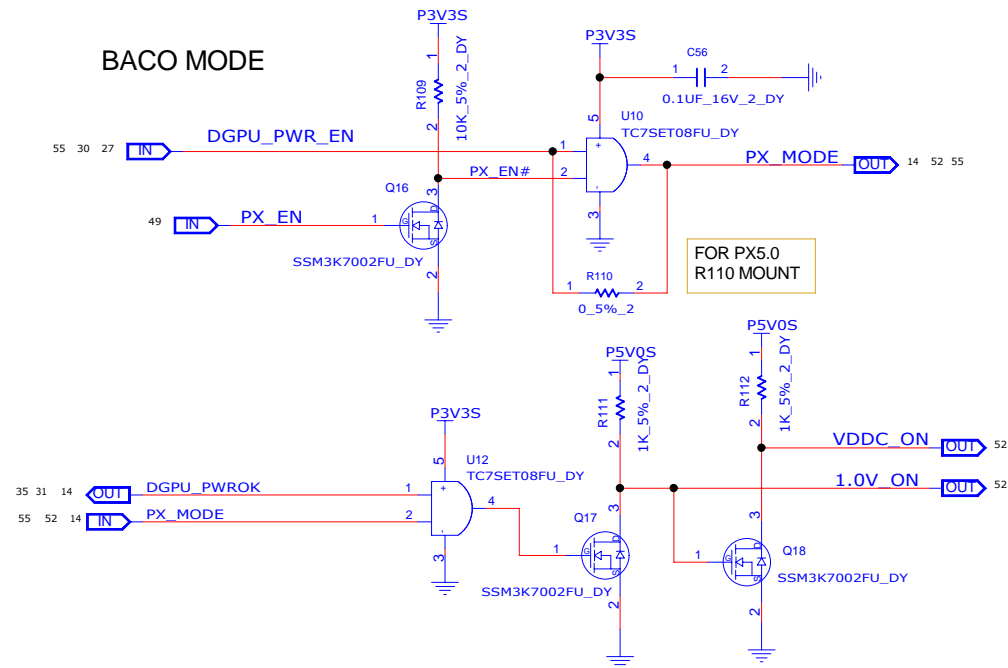 BACO MODE
P3V3S
1
R109
10K_5%_2_DY
2
P3V3S
C56
1 2
0.1UF_16V_2_DY
U10
TC7SET08FU_DY
5
55 30 27 IN DGPU_PWR_EN 1
+
4 PX_MODE OUT 14 52 55
PX_EN# 2
-
3
Q16
3
D
49 IN PX_EN 1
G
S
SSM3K7002FU_DY
2
R110
1 2
0_5%_2
FOR PX5.0
R110 MOUNT
P5V0S
1
R111
1K_5%_2_DY
2
P5V0S
1
R112
1K_5%_2_DY
2
VDDC_ON OUT 52
1.0V_ON OUT 52
P3V3S
U12
TC7SET08FU_DY
5
35 31 14 OUT DGPU_PWROK 1
+
4
55 52 14 IN PX_MODE 2
-
3
Q17
3
D
1
G
S
SSM3K7002FU_DY
2
3
Q18
D
1
G
S
SSM3K7002FU_DY
2